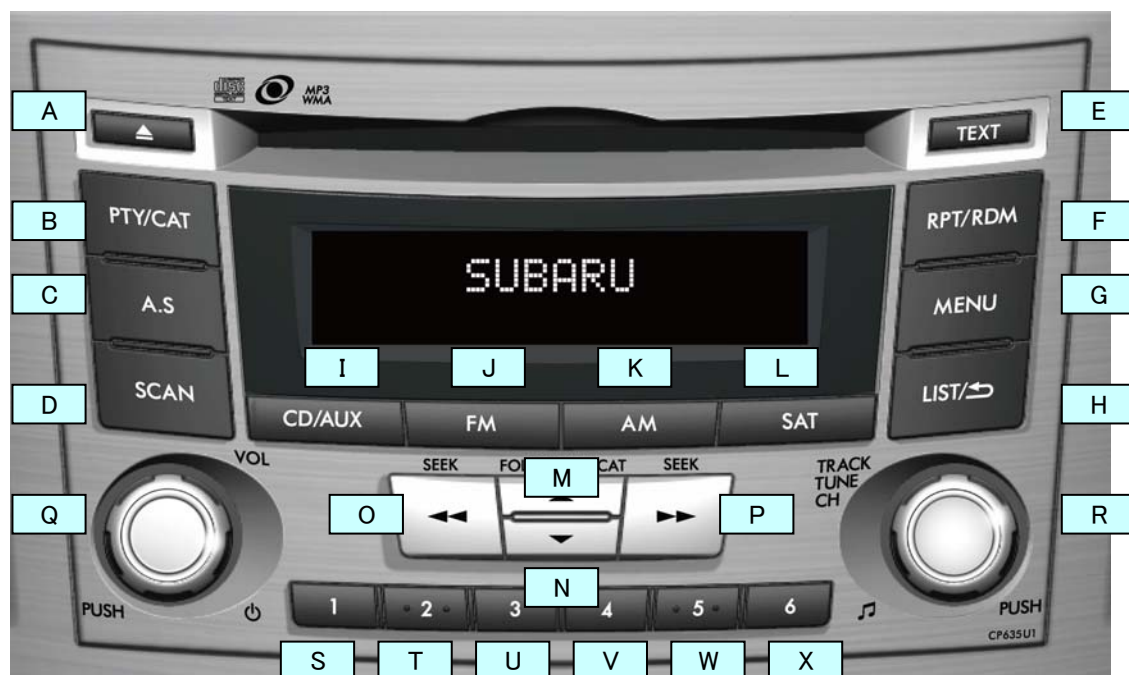 MP3
WMA
A
E
TEXT
B
PTY/CAT
RPT/RDM
F
SUBARU
C
A.S
MENU
G
I
J
K
L
D
SCAN
LIST/
H
CD/AUX
FM
AM
SAT
VOL
SEEK
M
CAT
SEEK
TRACK
TUNE
CH
Q
O
P
R
N
PUSH
1
2
3
4
5
6
PUSH
CP635U1
S
T
U
V
W
X